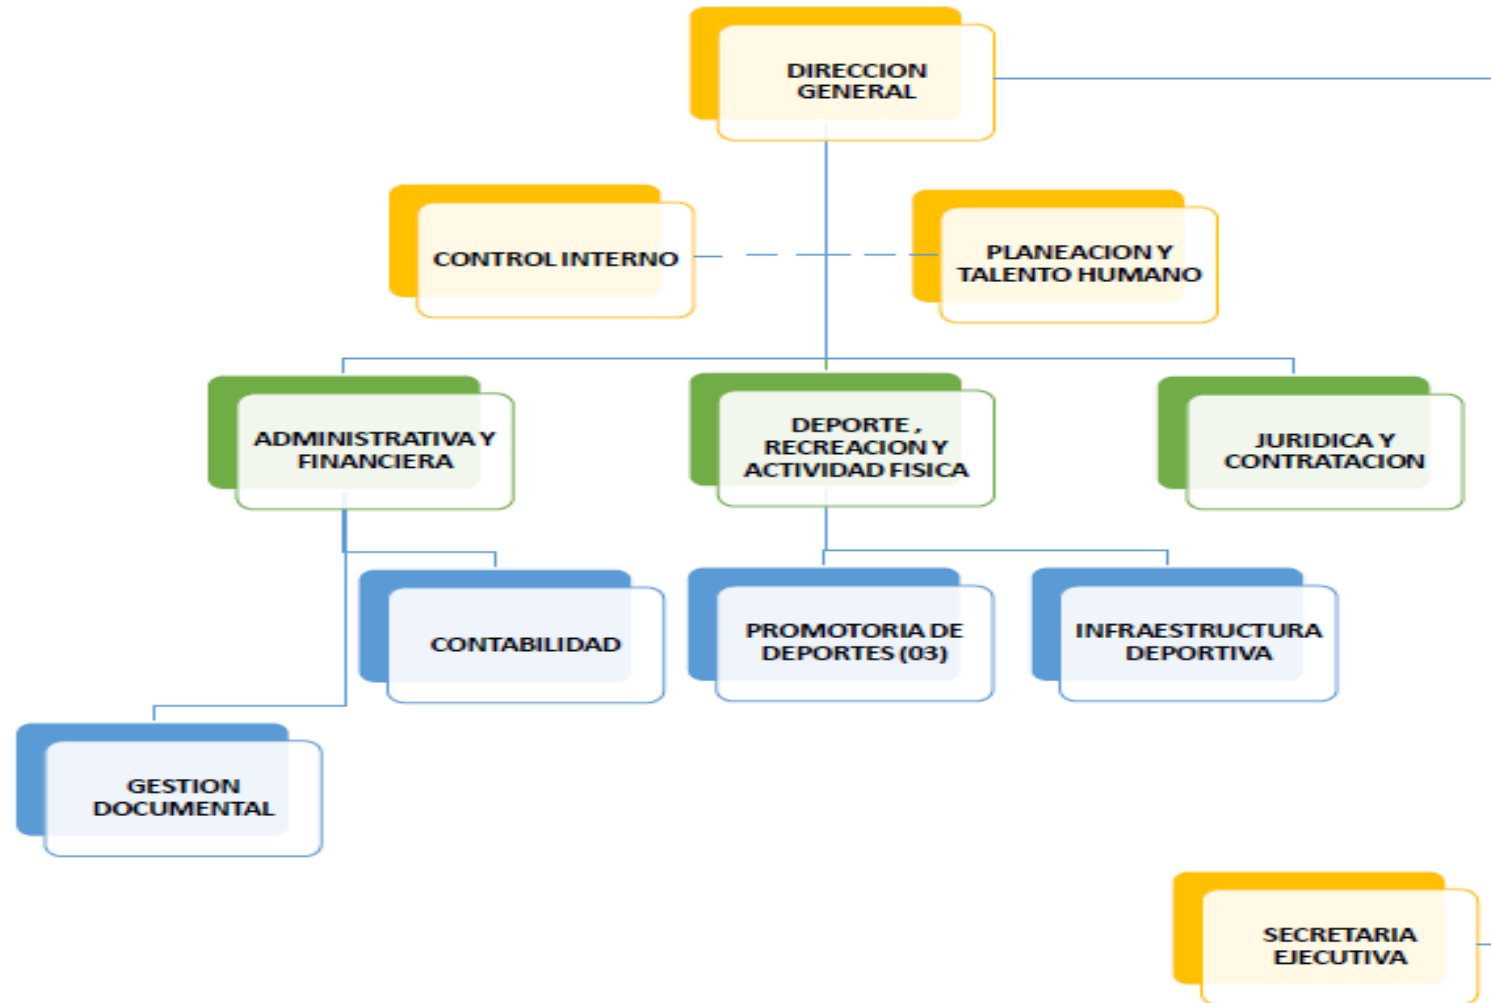 DIRECCION
GENERAL
CONTROL INTERNO
PLANEACION Y
TALENTO HUMANO
ADMINISTRATIVA Y
FINANCIERA
DEPORTE ,
RECREACION Y
ACTIVIDAD FISICA
JURIDICA Y
CONTRATACION
CONTABILIDAD
PROMOTORIA DE
DEPORTES (03)
INFRAESTRUCTURA
DEPORTIVA
GESTION
DOCUMENTAL
SECRETARIA
EJECUTIVA